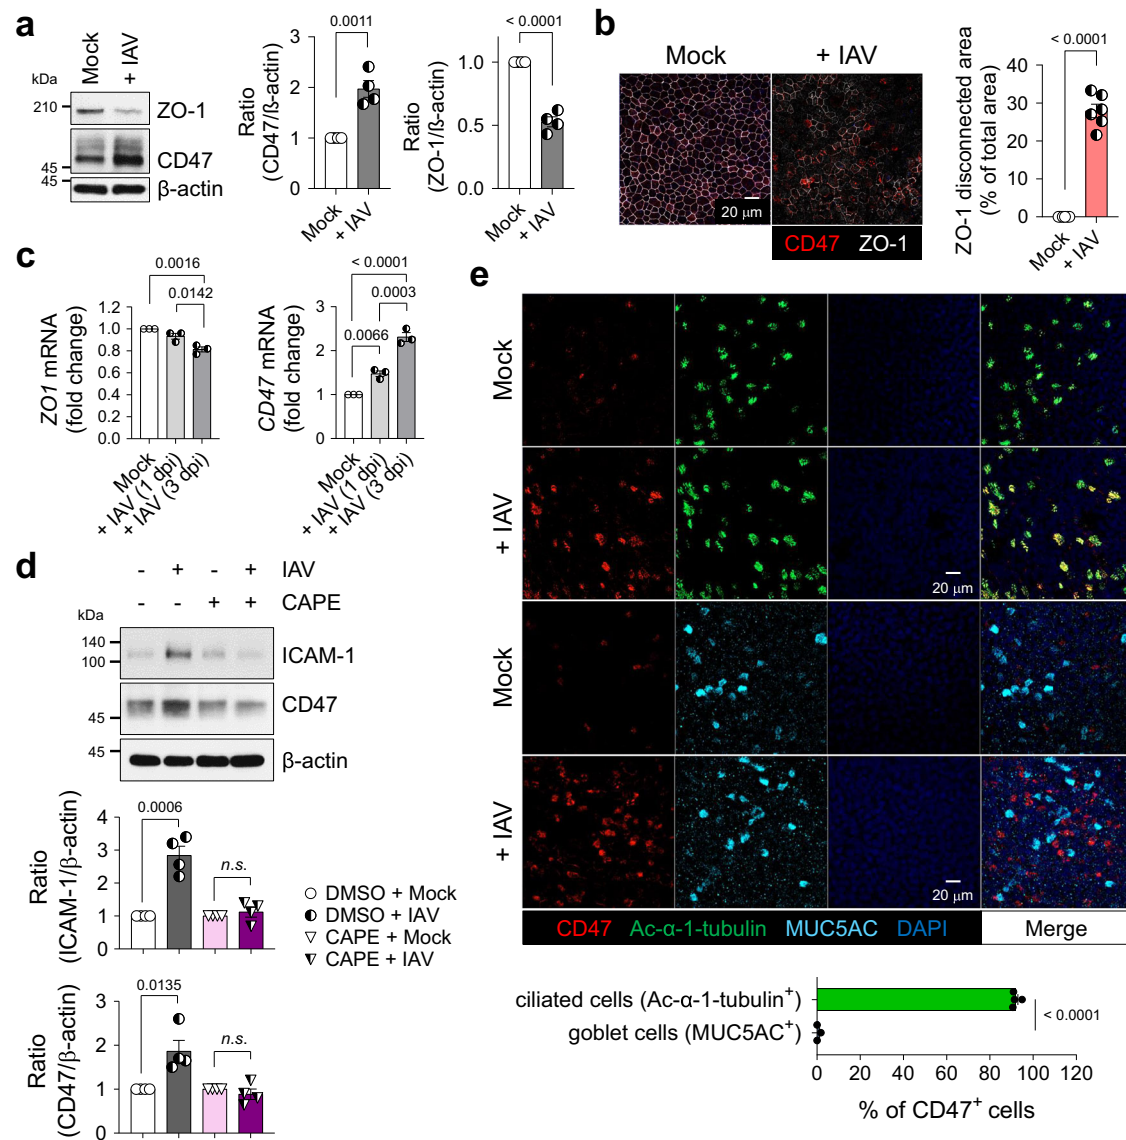 a
kDa
Mock
+ IAV
210
ZO-1
CD47
45
45
β-actin
Ratio
(CD47/ß-actin)
0.0011
3
2
1
0
Mock
+ IAV
Ratio
(ZO-1/ß-actin)
< 0.0001
1.0
0.5
0.0
Mock
+ IAV
b
Mock
+ IAV
20 µm
CD47 ZO-1
ZO-1 disconnected area
(% of total area)
< 0.0001
40
30
20
10
0
Mock
+ IAV
c
ZO1 mRNA
(fold change)
0.0016
0.0142
1.2
1.0
0.8
0.6
0.4
0.2
0.0
Mock
+ IAV (1 dpi)
+ IAV (3 dpi)
CD47 mRNA
(fold change)
< 0.0001
0.0003
0.0066
3
2
1
0
Mock
+ IAV (1 dpi)
+ IAV (3 dpi)
d
- + - + IAV
- - + + CAPE
kDa
140
100
ICAM-1
CD47
45
45
β-actin
Ratio
(ICAM-1/β-actin)
0.0006
n.s.
4
3
2
1
0
DMSO + Mock
DMSO + IAV
CAPE + Mock
CAPE + IAV
Ratio
(CD47/β-actin)
0.0135
n.s.
3
2
1
0
e
Mock
+ IAV
20 µm
Mock
+ IAV
20 µm
CD47 Ac-α-1-tubulin MUC5AC DAPI Merge
ciliated cells (Ac-α-1-tubulin⁺)
goblet cells (MUC5AC⁺)
< 0.0001
0 20 40 60 80 100 120
% of CD47⁺ cells